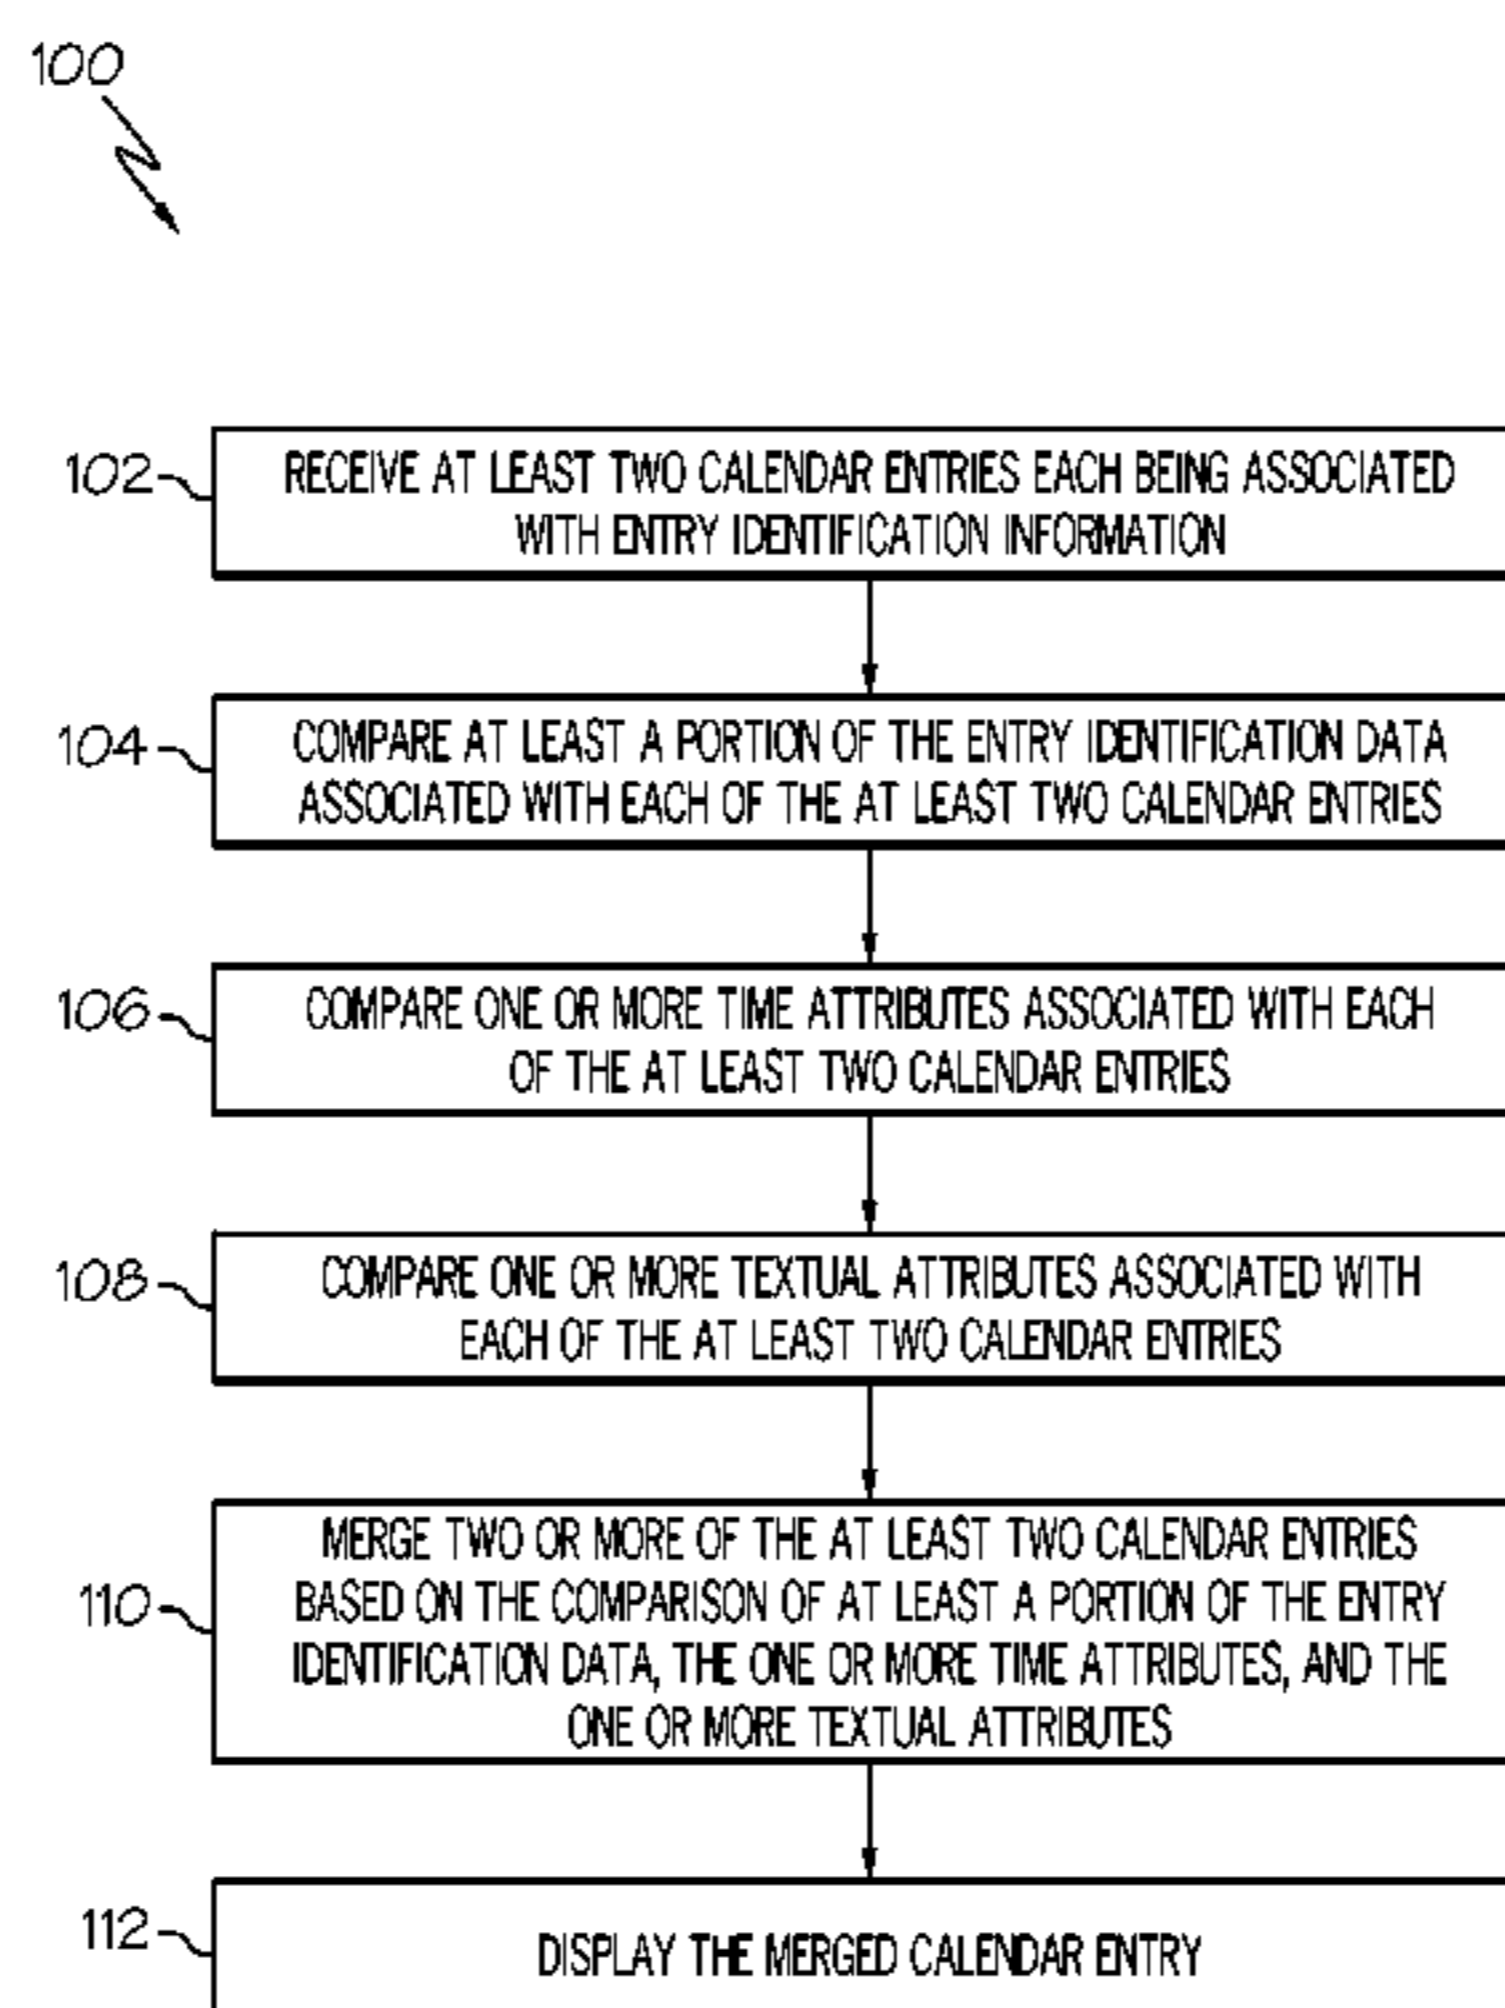 100
102
RECEIVE AT LEAST TWO CALENDAR ENTRIES EACH BEING ASSOCIATED
WITH ENTRY IDENTIFICATION INFORMATION
104
COMPARE AT LEAST A PORTION OF THE ENTRY IDENTIFICATION DATA
ASSOCIATED WITH EACH OF THE AT LEAST TWO CALENDAR ENTRIES
106
COMPARE ONE OR MORE TIME ATTRIBUTES ASSOCIATED WITH EACH
OF THE AT LEAST TWO CALENDAR ENTRIES
108
COMPARE ONE OR MORE TEXTUAL ATTRIBUTES ASSOCIATED WITH
EACH OF THE AT LEAST TWO CALENDAR ENTRIES
110
MERGE TWO OR MORE OF THE AT LEAST TWO CALENDAR ENTRIES
BASED ON THE COMPARISON OF AT LEAST A PORTION OF THE ENTRY
IDENTIFICATION DATA, THE ONE OR MORE TIME ATTRIBUTES, AND THE
ONE OR MORE TEXTUAL ATTRIBUTES
112
DISPLAY THE MERGED CALENDAR ENTRY